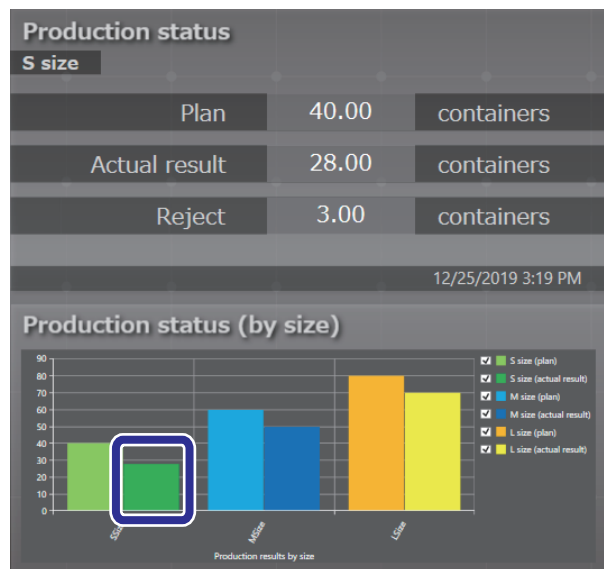 Production status
S size
Plan 40.00 containers
Actual result 28.00 containers
Reject 3.00 containers
12/25/2019 3:19 PM
Production status (by size)
90
80
70
60
50
40
30
20
10
0
SSize
MSize
LSize
Production results by size
S size (plan)
S size (actual result)
M size (plan)
M size (actual result)
L size (plan)
L size (actual result)